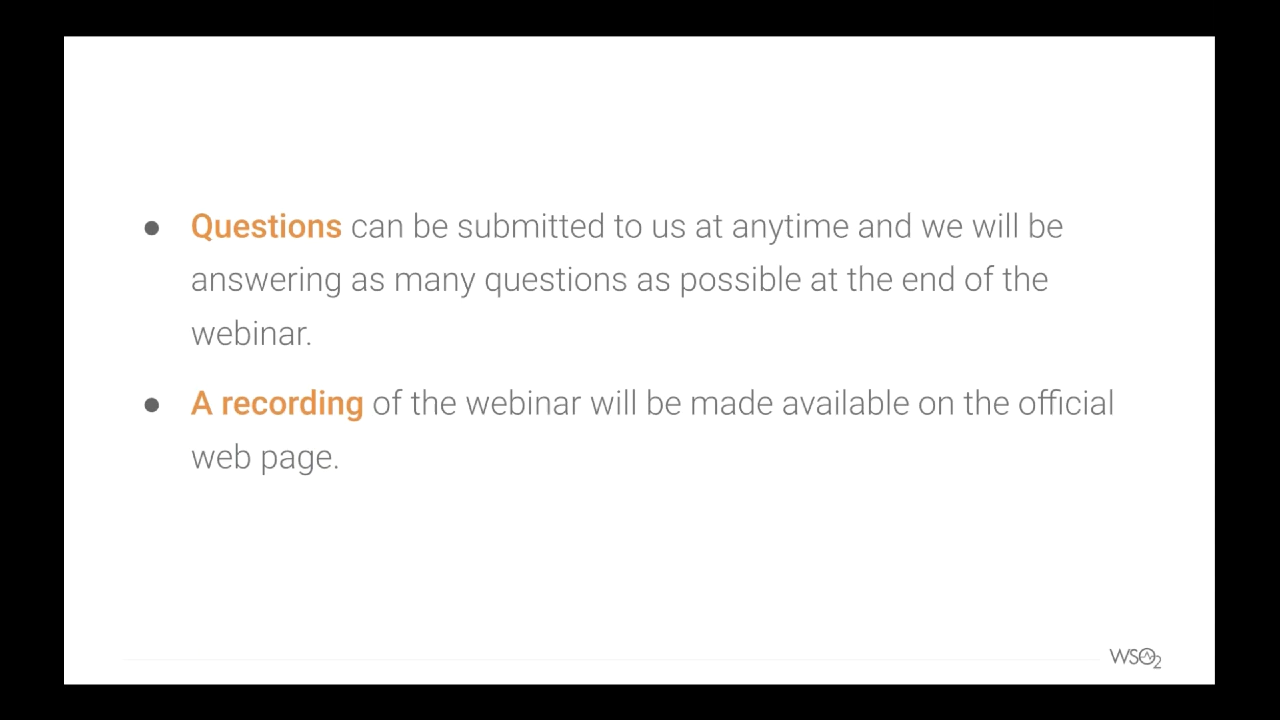 ● Questions can be submitted to us at anytime and we will be
answering as many questions as possible at the end of the
webinar.
● A recording of the webinar will be made available on the official
web page.
WSO2